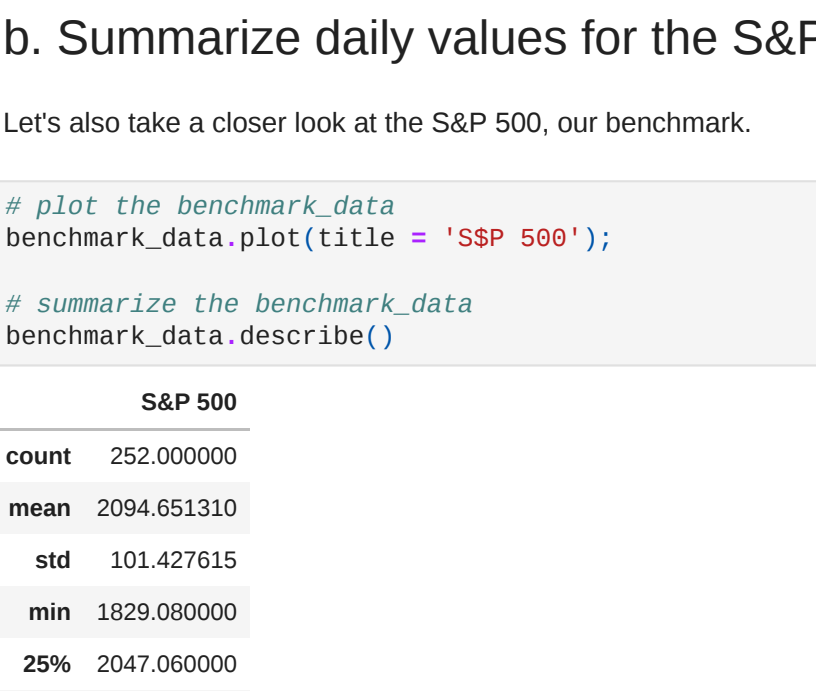 b. Summarize daily values for the S&P
Let's also take a closer look at the S&P 500, our benchmark.
# plot the benchmark_data
benchmark_data.plot(title = 'S$P 500');
# summarize the benchmark_data
benchmark_data.describe()
S&P 500
count 252.000000
mean 2094.651310
std 101.427615
min 1829.080000
25% 2047.060000